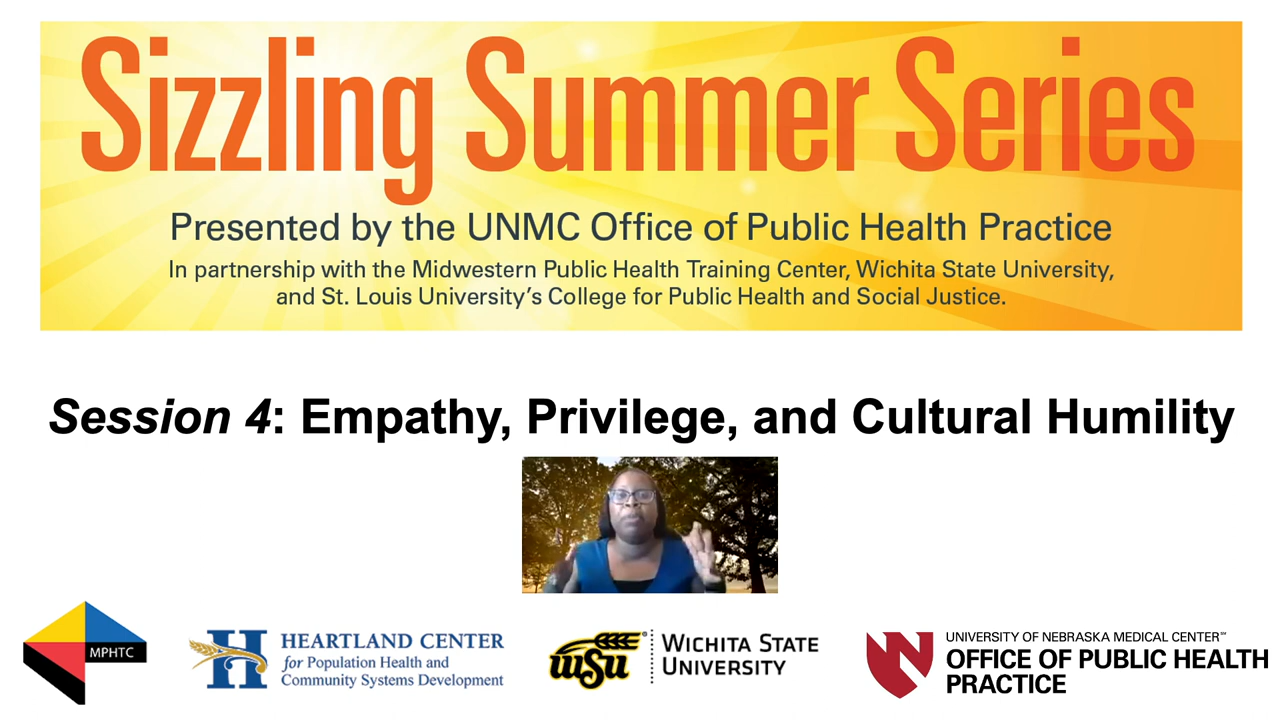 Sizzling Summer Series
Presented by the UNMC Office of Public Health Practice
In partnership with the Midwestern Public Health Training Center, Wichita State University,
and St. Louis University's College for Public Health and Social Justice.
Session 4: Empathy, Privilege, and Cultural Humility
MPHTC
H
HEARTLAND CENTER
for Population Health and
Community Systems Development
WSU
WICHITA STATE
UNIVERSITY
N
UNIVERSITY OF NEBRASKA MEDICAL CENTER℠
OFFICE OF PUBLIC HEALTH
PRACTICE